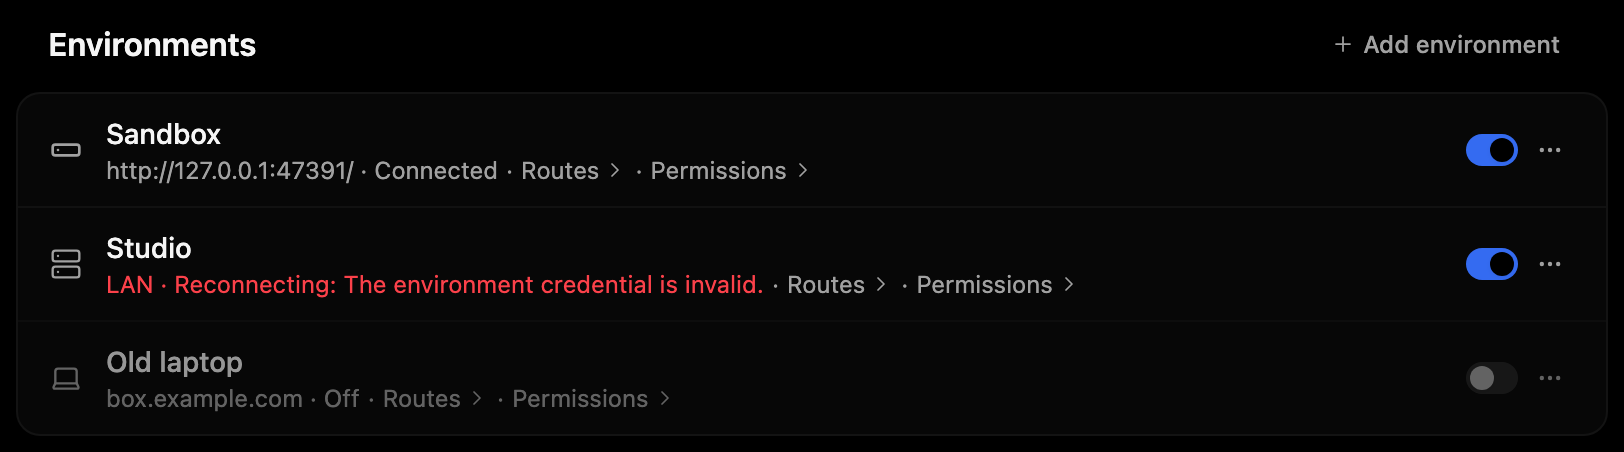 Environments
+ Add environment
Sandbox
http://127.0.0.1:47391/ · Connected · Routes > · Permissions >
Studio
LAN · Reconnecting: The environment credential is invalid. · Routes > · Permissions >
Old laptop
box.example.com · Off · Routes > · Permissions >